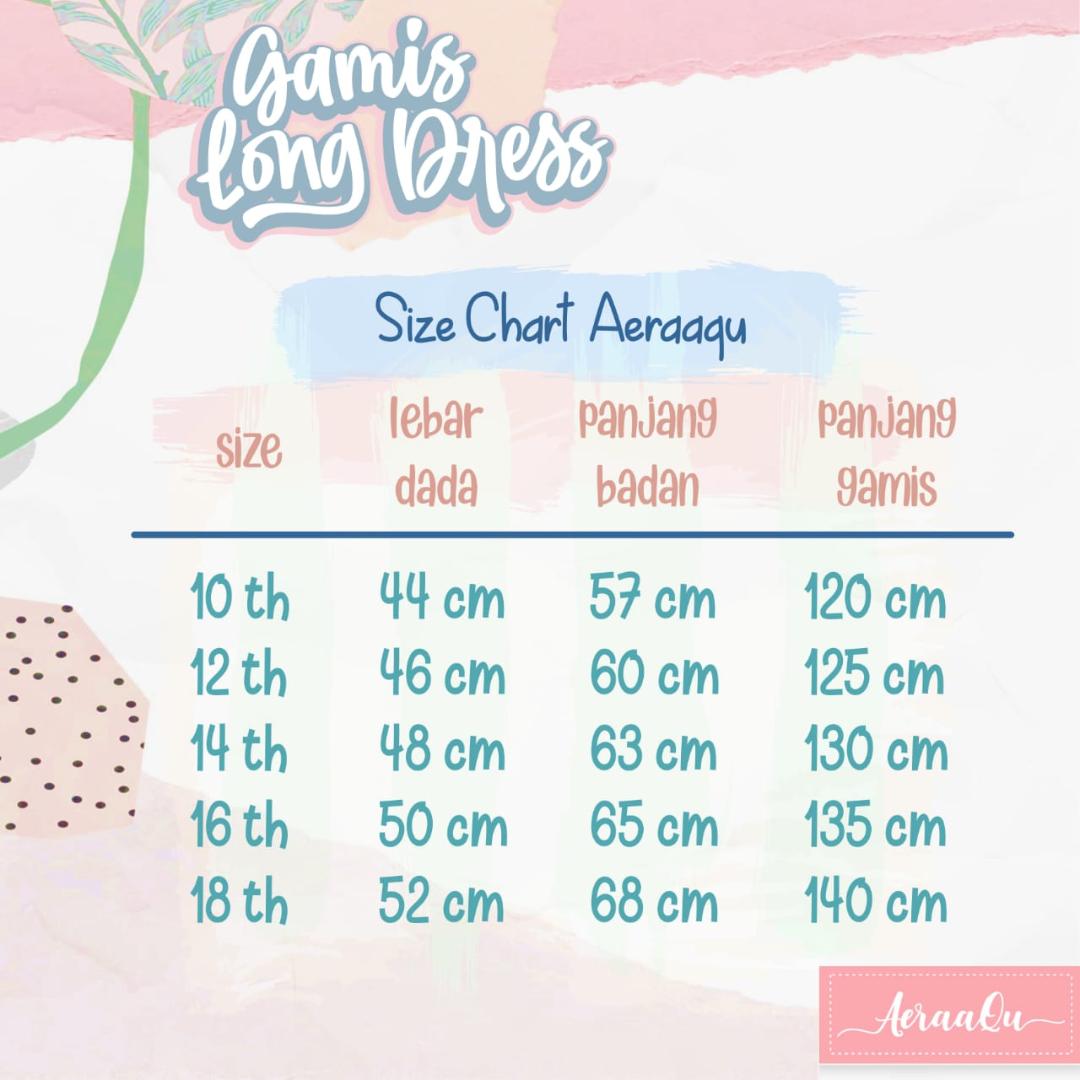 Gamis
Long Dress
Size Chart Aeraaqu
size lebar dada panjang badan panjang gamis
10 th 44 cm 57 cm 120 cm
12 th 46 cm 60 cm 125 cm
14 th 48 cm 63 cm 130 cm
16 th 50 cm 65 cm 135 cm
18 th 52 cm 68 cm 140 cm
AeraaQu